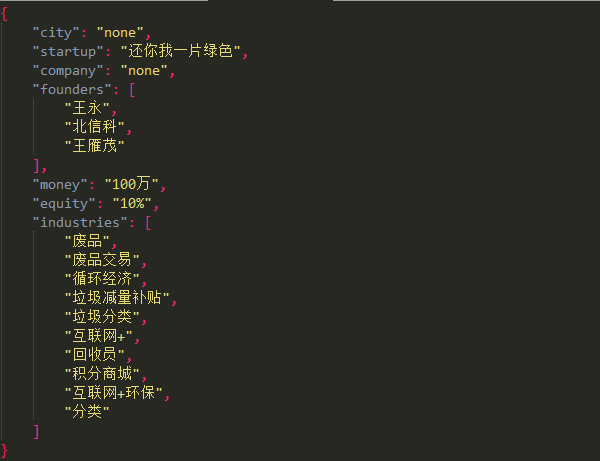 {
"city": "none",
"startup": "还你我一片绿色",
"company": "none",
"founders": [
"王永",
"北信科",
"王雁茂"
],
"money": "100万",
"equity": "10%",
"industries": [
"废品",
"废品交易",
"循环经济",
"垃圾减量补贴",
"垃圾分类",
"互联网+",
"回收员",
"积分商城",
"互联网+环保",
"分类"
]
}